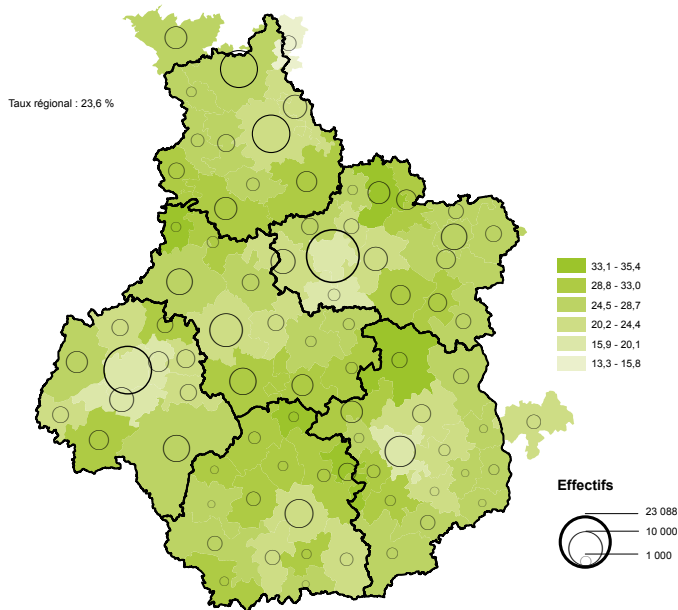 Taux régional : 23,6 %
33,1 - 35,4
28,8 - 33,0
24,5 - 28,7
20,2 - 24,4
15,9 - 20,1
13,3 - 15,8
Effectifs
23 088
10 000
1 000